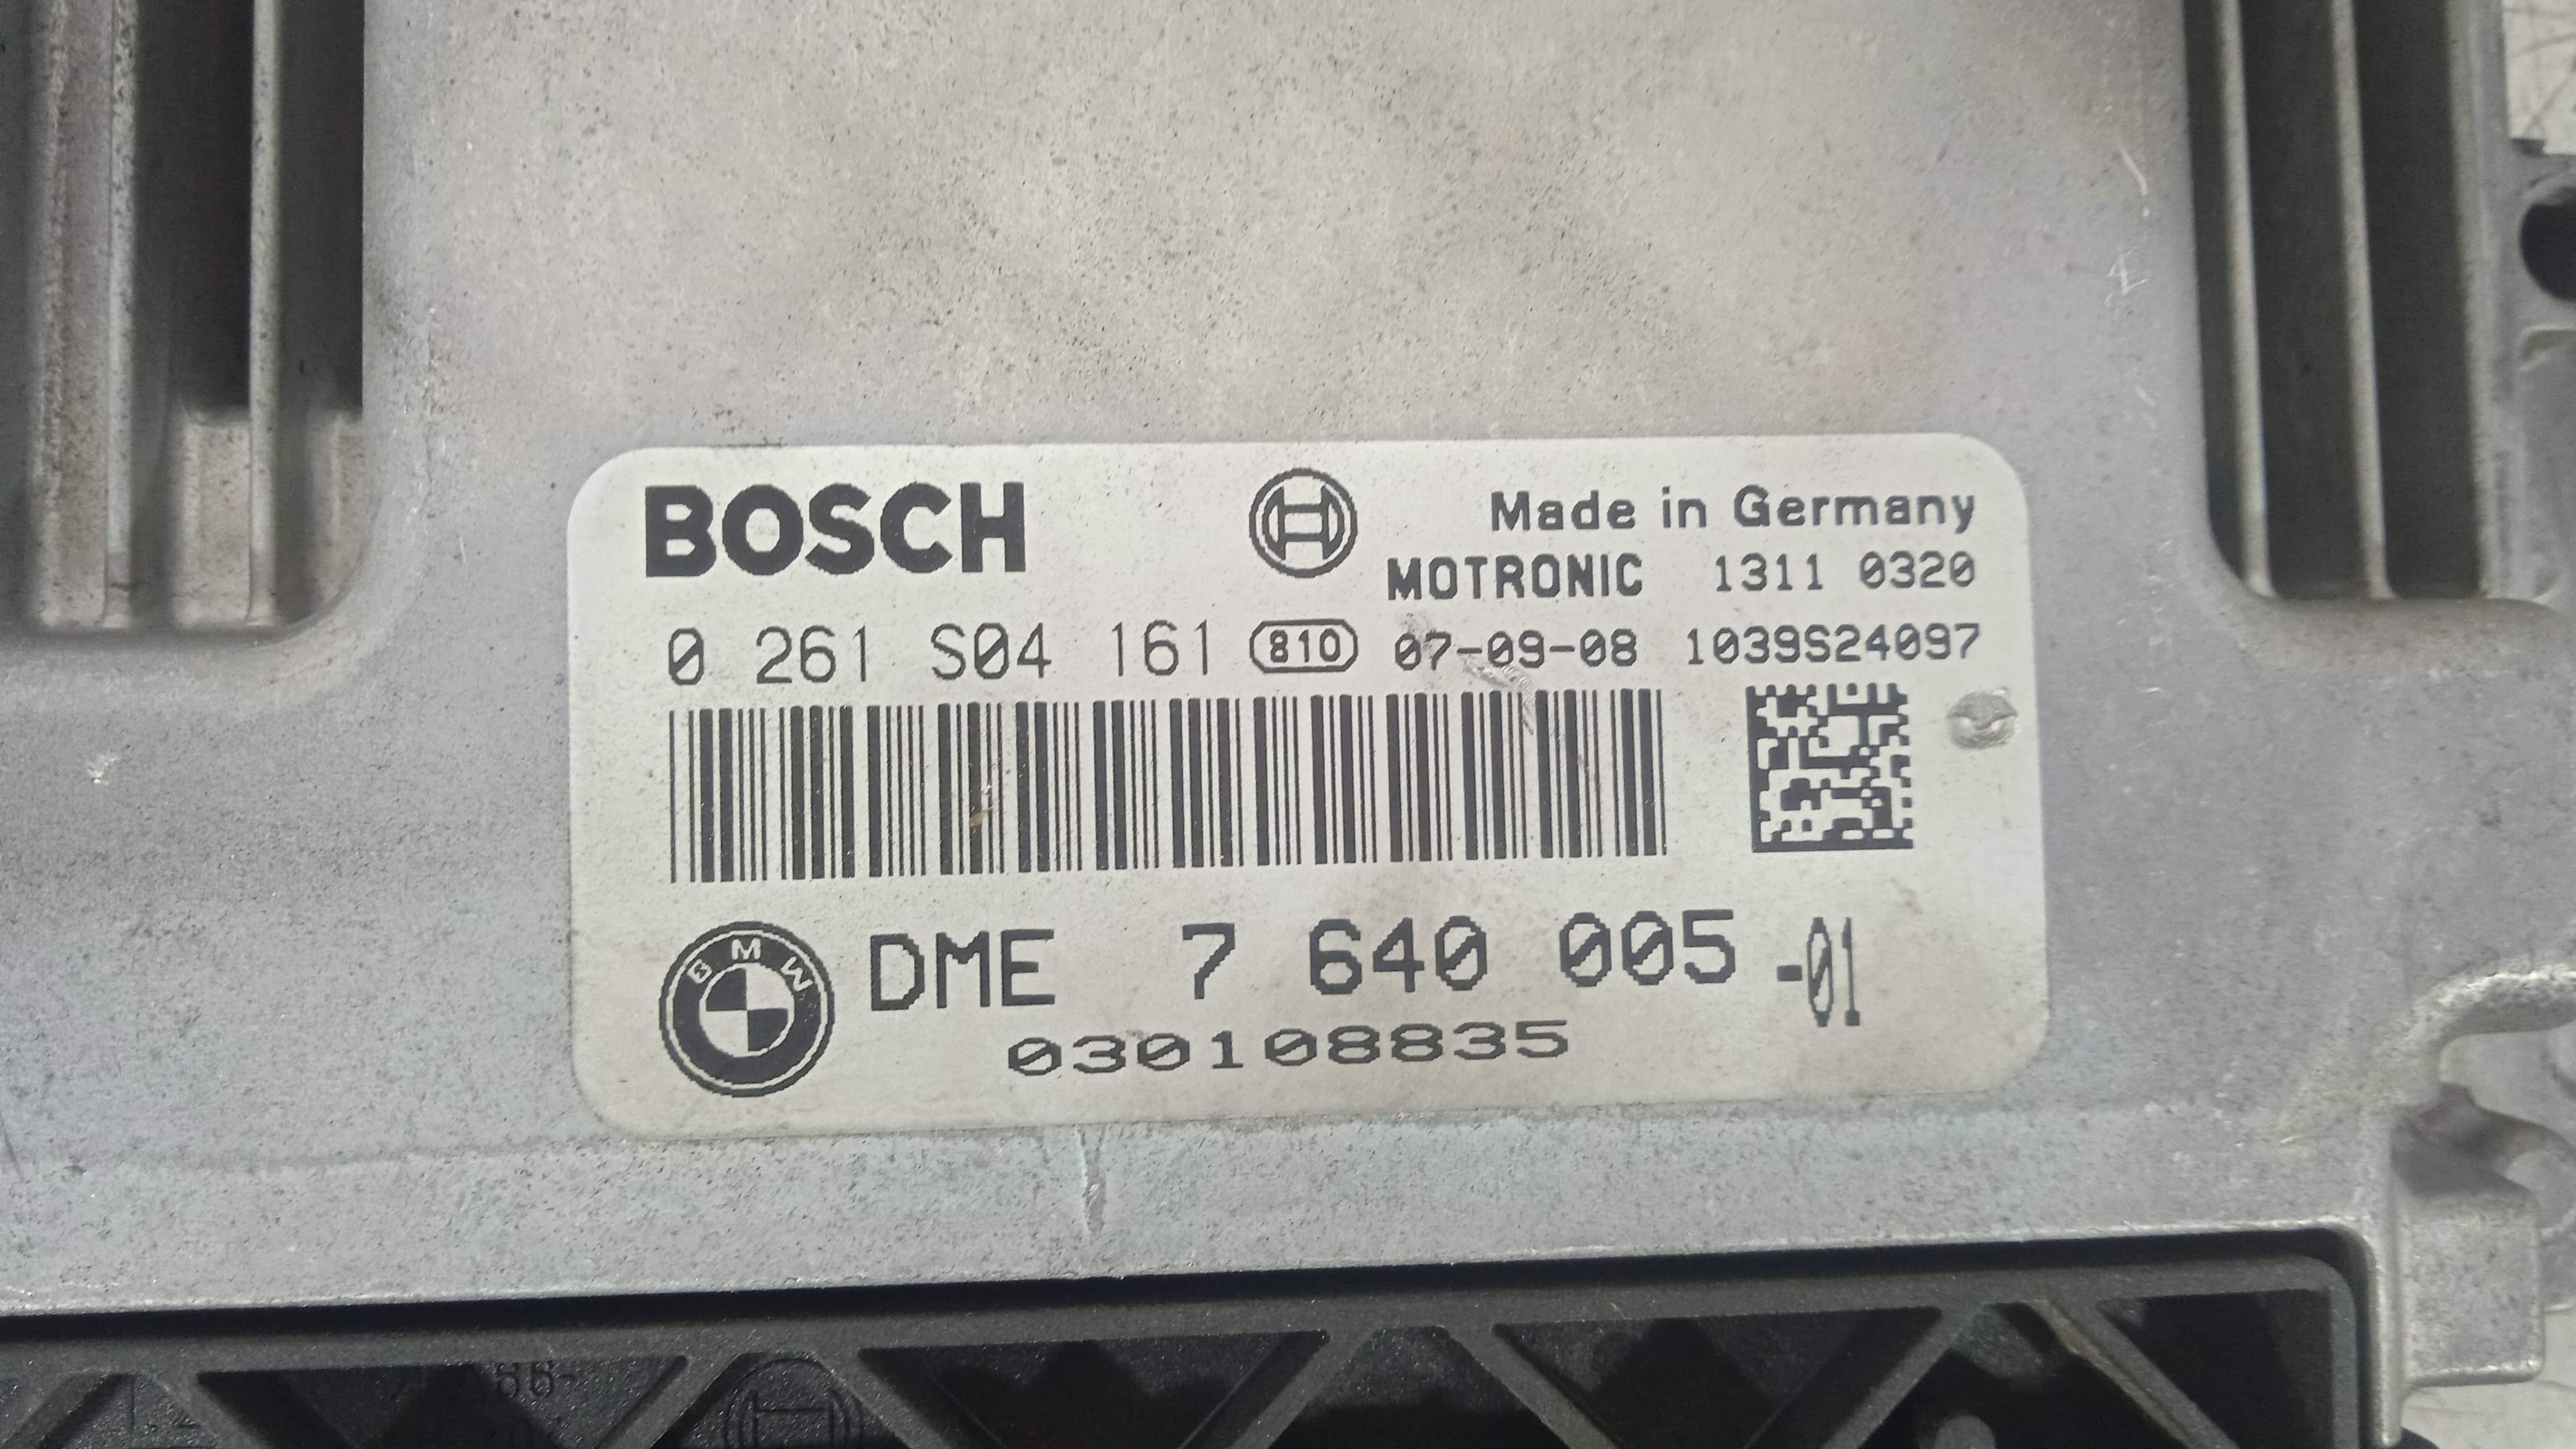 BOSCH
Made in Germany
MOTRONIC 1311 0320
0 261 S04 161 810 07-09-08 1039S24097
BMW
DME 7 640 005 -01
030108835